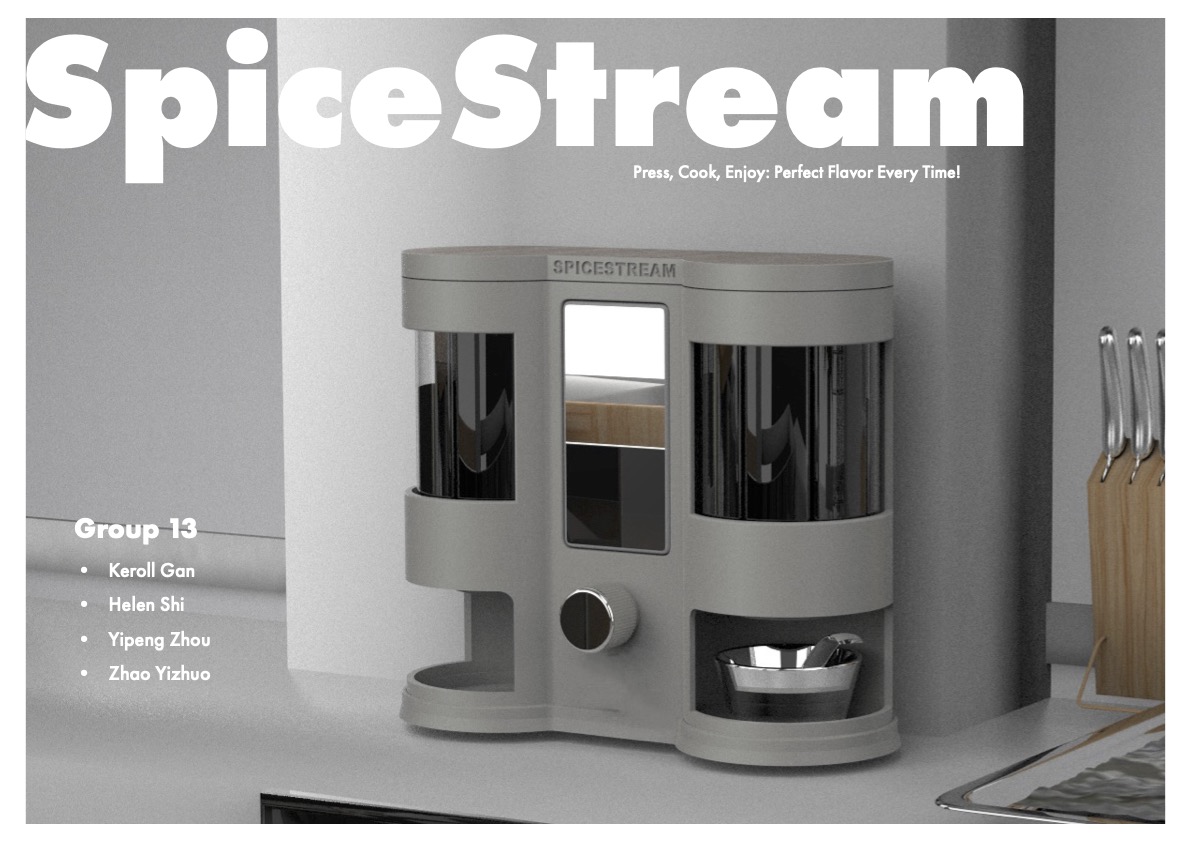 SpiceStream
Press, Cook, Enjoy: Perfect Flavor Every Time!
SPICESTREAM
Group 13
• Keroll Gan
• Helen Shi
• Yipeng Zhou
• Zhao Yizhuo